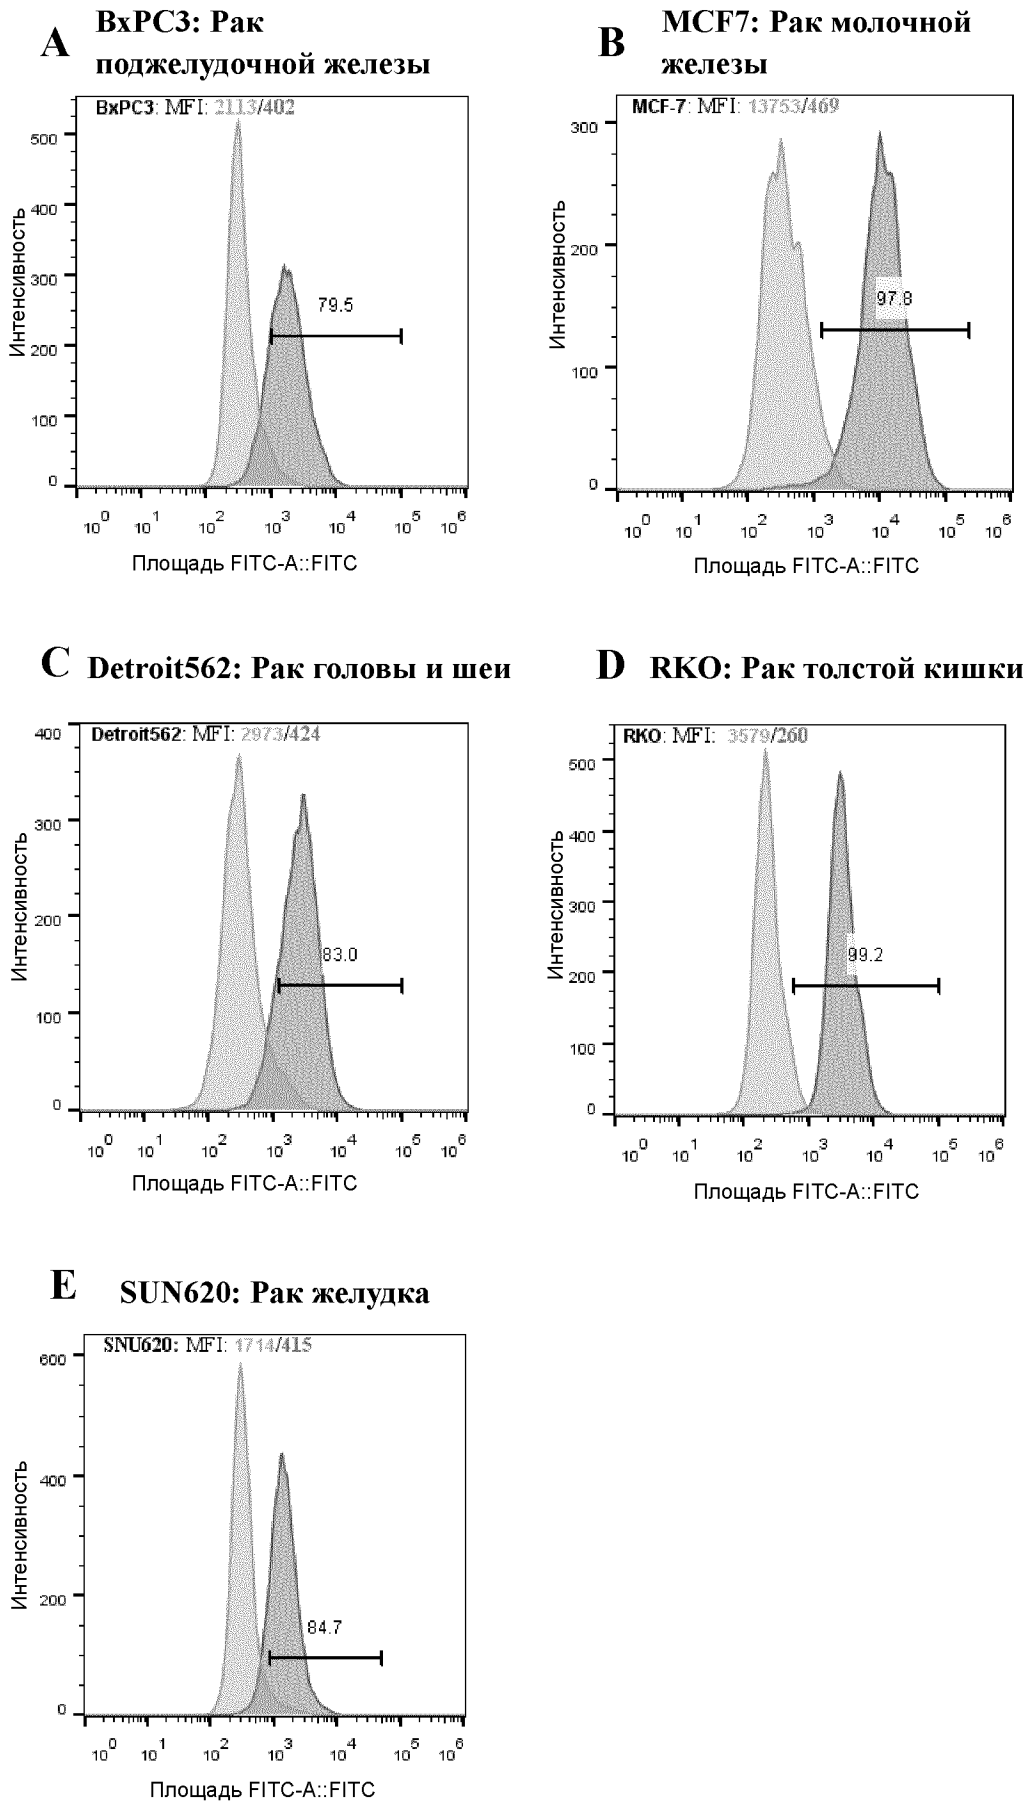 A
BxPC3: Рак
поджелудочной железы
BxPC3: MFI: 2113/402
500
400
300
200
100
0
Интенсивность
79.5
10^0 10^1 10^2 10^3 10^4 10^5 10^6
Площадь FITC-A::FITC
B
MCF7: Рак молочной
железы
MCF-7: MFI: 13753/469
300
200
100
0
Интенсивность
97.8
10^0 10^1 10^2 10^3 10^4 10^5 10^6
Площадь FITC-A::FITC
C
Detroit562: Рак головы и шеи
Detroit562: MFI: 2973/424
400
300
200
100
0
Интенсивность
83.0
10^0 10^1 10^2 10^3 10^4 10^5 10^6
Площадь FITC-A::FITC
D
RKO: Рак толстой кишки
RKO: MFI: 3579/260
500
400
300
200
100
0
Интенсивность
99.2
10^0 10^1 10^2 10^3 10^4 10^5 10^6
Площадь FITC-A::FITC
E
SUN620: Рак желудка
SNU620: MFI: 1714/415
600
400
200
0
Интенсивность
84.7
10^0 10^1 10^2 10^3 10^4 10^5 10^6
Площадь FITC-A::FITC